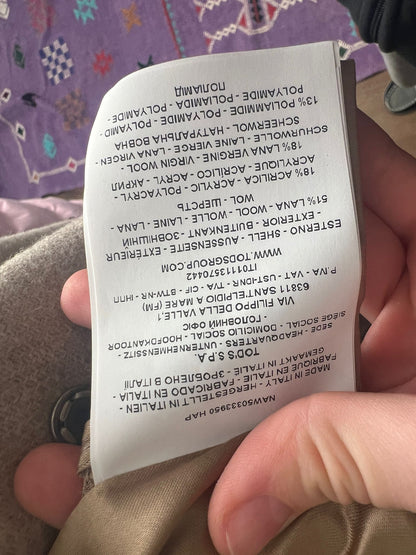 NAW50333950 HAP
MADE IN ITALY - HERGESTELLT IN ITALIEN -
FABRIQUE EN ITALIE - FABRICADO EN ITALIA -
GEMAAKT IN ITALIË - ЗРОБЛЕНО В ІТАЛІЇ
TOD'S S.P.A.
SEDE - HEADQUARTERS - UNTERNEHMENSSITZ -
SIÈGE SOCIAL - DOMICILIO SOCIAL - HOOFDKANTOOR
- ГОЛОВНИЙ ОФІС
VIA FILIPPO DELLA VALLE,1
63811 SANT'ELPIDIO A MARE (FM)
P.IVA - VAT - UST-IDNR - TVA - CIF - BTW-NR - ІНПП
IT01113570442
WWW.TODSGROUP.COM
ESTERNO - SHELL - AUSSENSEITE - EXTÉRIEUR
- EXTERIOR - BUITENKANT - ЗОВНІШНІЙ
51% LANA - WOOL - WOLLE - LAINE - LANA -
WOL - ШЕРСТЬ
18% ACRILICA - ACRYLIC - POLYACRYL -
ACRYLIQUE - ACRÍLICO - ACRYL - АКРИЛ
18% LANA VERGINE - VIRGIN WOOL -
SCHURWOLLE - LAINE VIERGE - LANA VIRGEN -
SCHEERWOL - НАТУРАЛЬНА ВОВНА
13% POLIAMMIDE - POLYAMIDE - POLYAMID -
POLYAMIDE - POLIAMIDA - POLYAMIDE -
ПОЛІАМІД